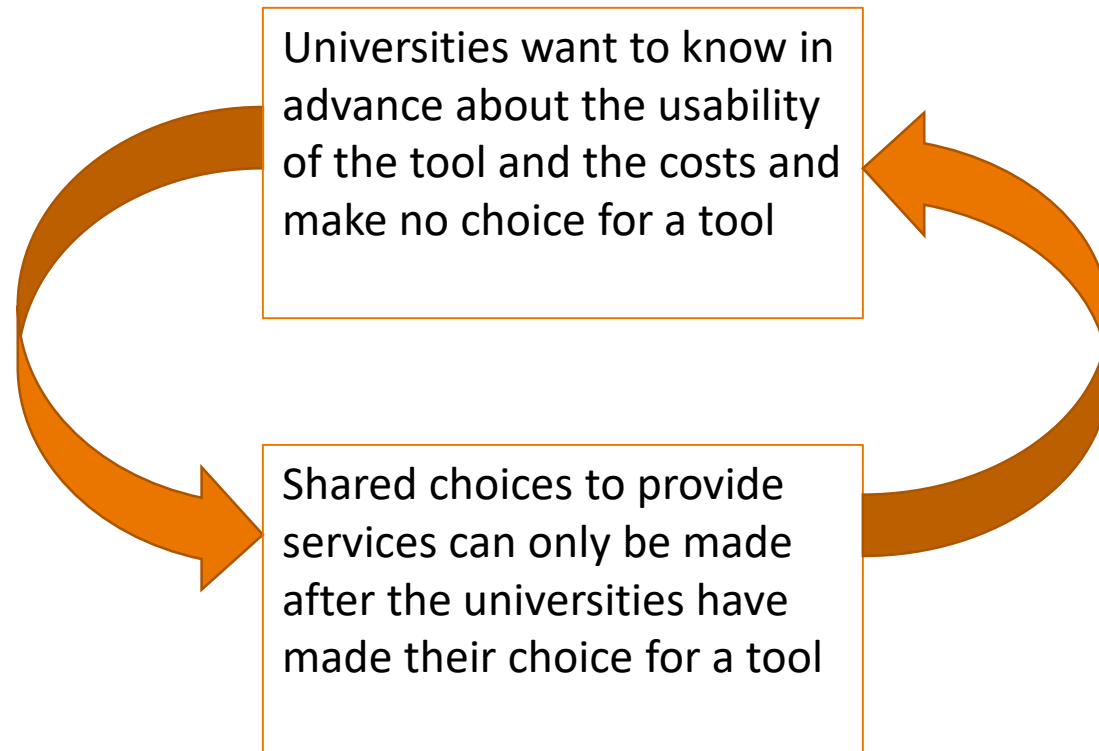 Universities want to know in
advance about the usability
of the tool and the costs and
make no choice for a tool
Shared choices to provide
services can only be made
after the universities have
made their choice for a tool